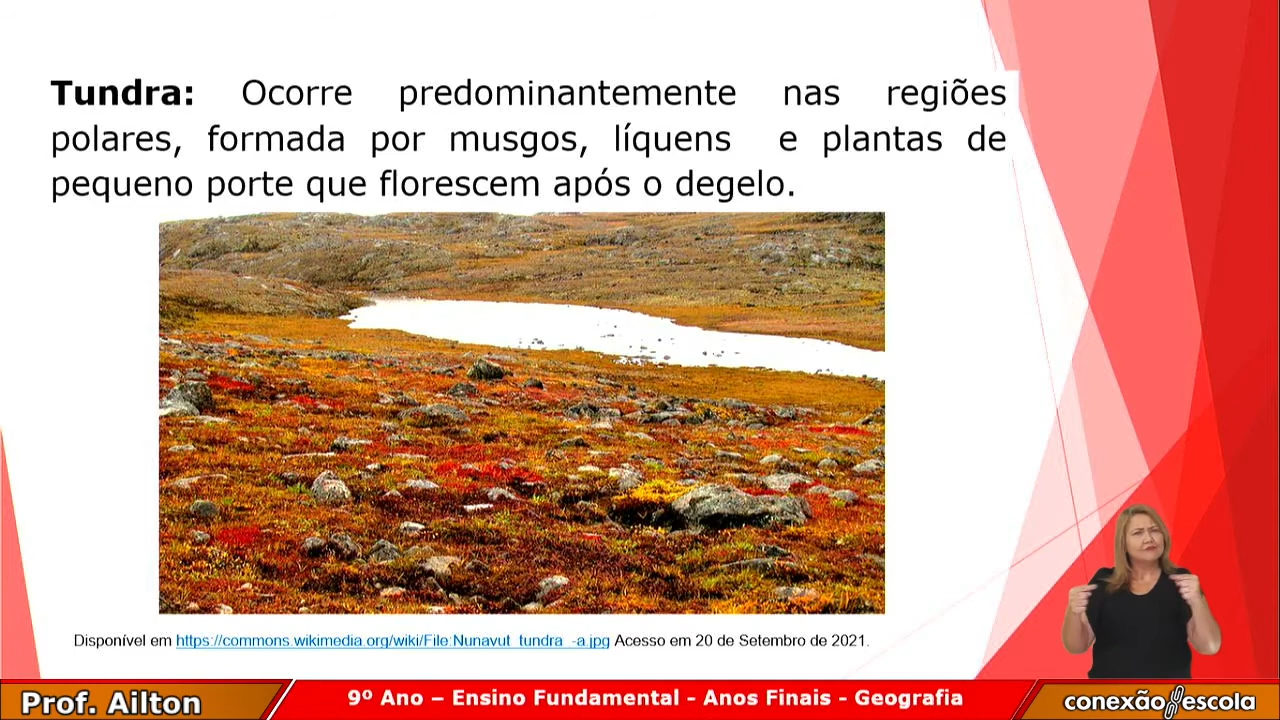 Tundra: Ocorre predominantemente nas regiões
polares, formada por musgos, líquens e plantas de
pequeno porte que florescem após o degelo.
Disponível em https://commons.wikimedia.org/wiki/File:Nunavut_tundra_-a.jpg Acesso em 20 de Setembro de 2021.
Prof. Ailton
9º Ano – Ensino Fundamental - Anos Finais - Geografia
conexão escola